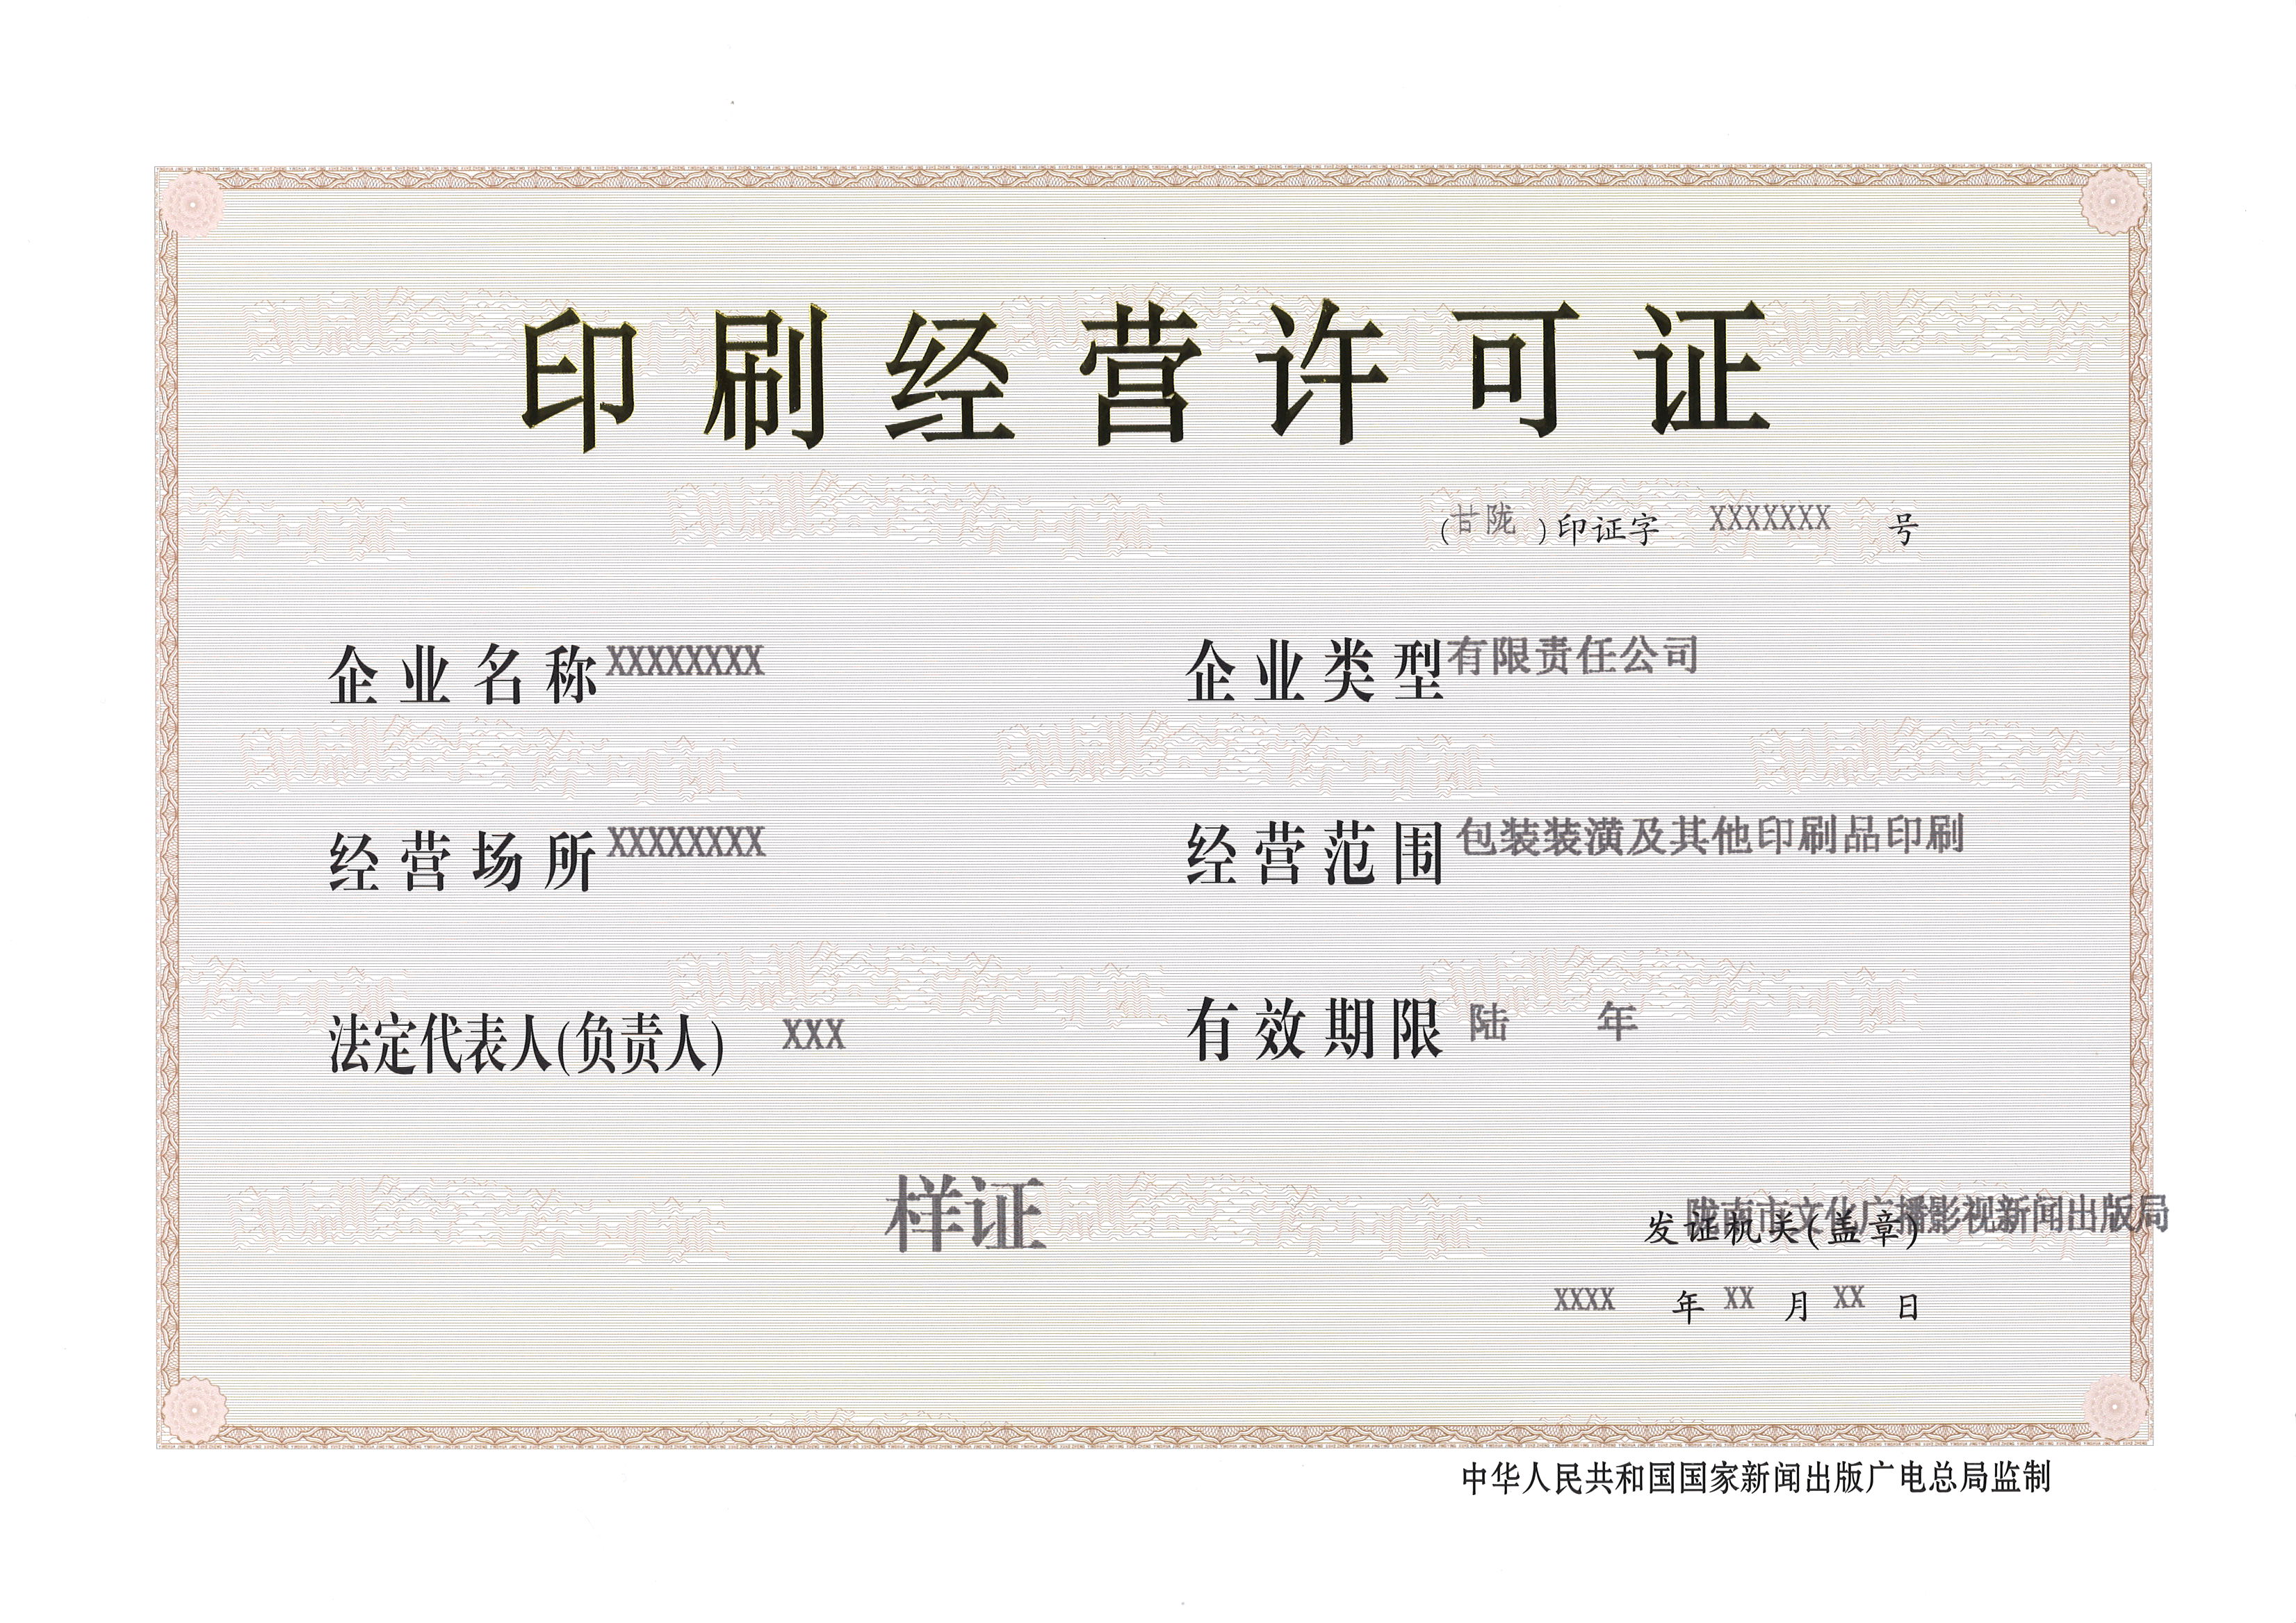 印刷经营许可证
(甘陇)印证字 XXXXXXX 号
企业名称 XXXXXXXX
企业类型 有限责任公司
经营场所 XXXXXXXX
经营范围 包装装潢及其他印刷品印刷
法定代表人(负责人) XXX
有效期限 陆 年
样证
陇南市文化广播影视新闻出版局
发证机关(盖章)
XXXX 年 XX 月 XX 日
中华人民共和国国家新闻出版广电总局监制